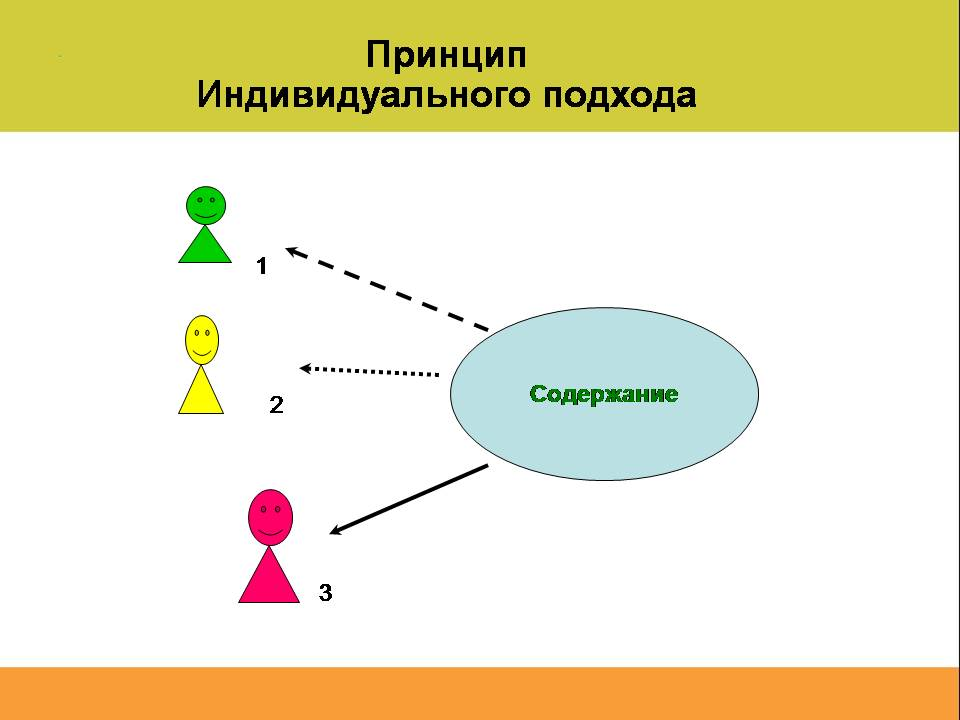 Принцип
Индивидуального подхода
1
2
Содержание
3